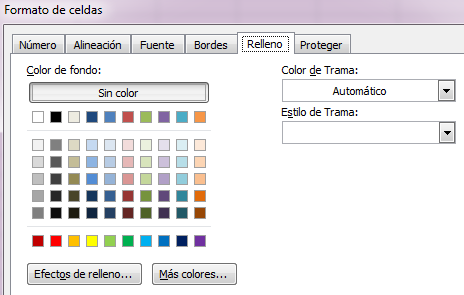 Formato de celdas
Número Alineación Fuente Bordes Relleno Proteger
Color de fondo:
Sin color
Color de Trama:
Automático
Estilo de Trama:
Efectos de relleno...
Más colores...